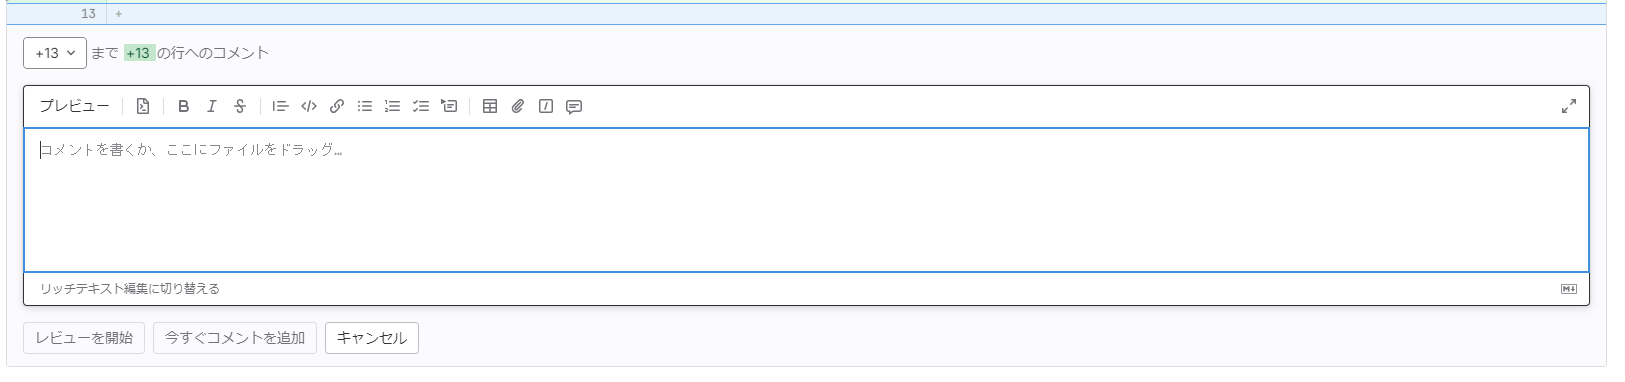 13 +
+13 まで +13 の行へのコメント
プレビュー
コメントを書くか、ここにファイルをドラッグ...
リッチテキスト編集に切り替える
レビューを開始 今すぐコメントを追加 キャンセル